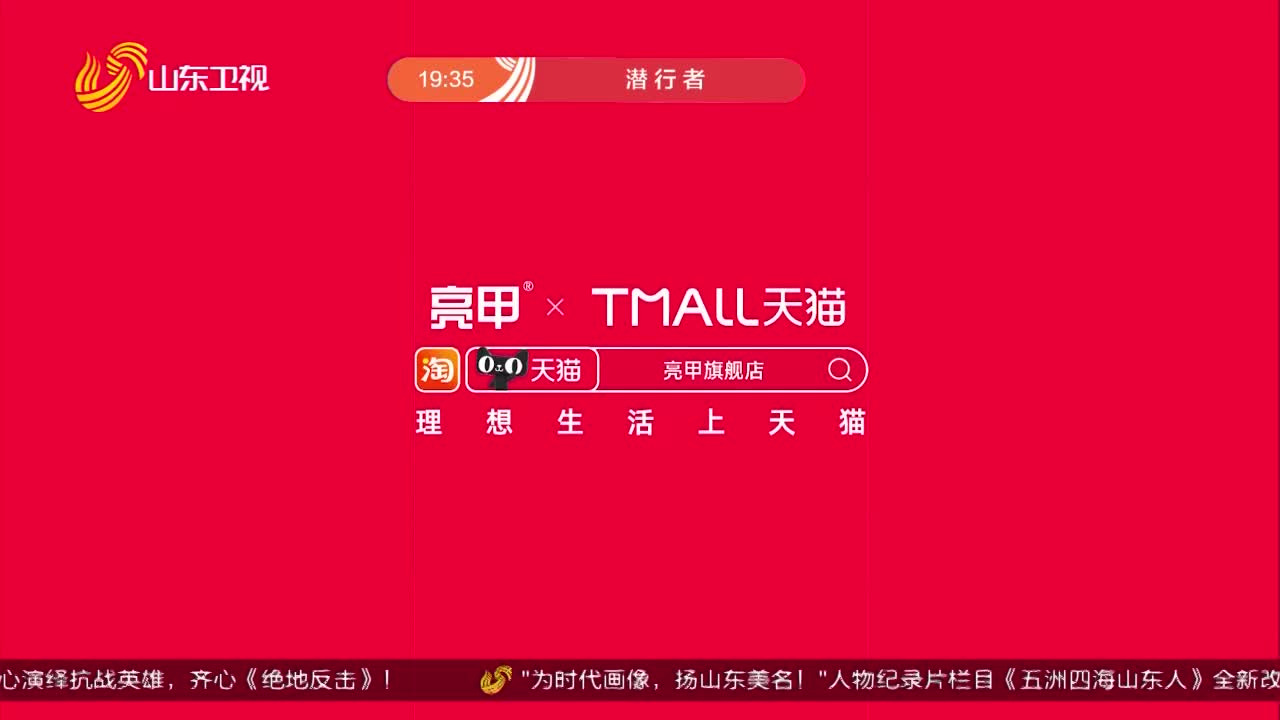 山东卫视
19:35 潜行者
亮甲® × TMALL天猫
淘 天猫 亮甲旗舰店
理想生活上天猫
心演绎抗战英雄，齐心《绝地反击》！ "为时代画像，扬山东美名！"人物纪录片栏目《五洲四海山东人》全新改